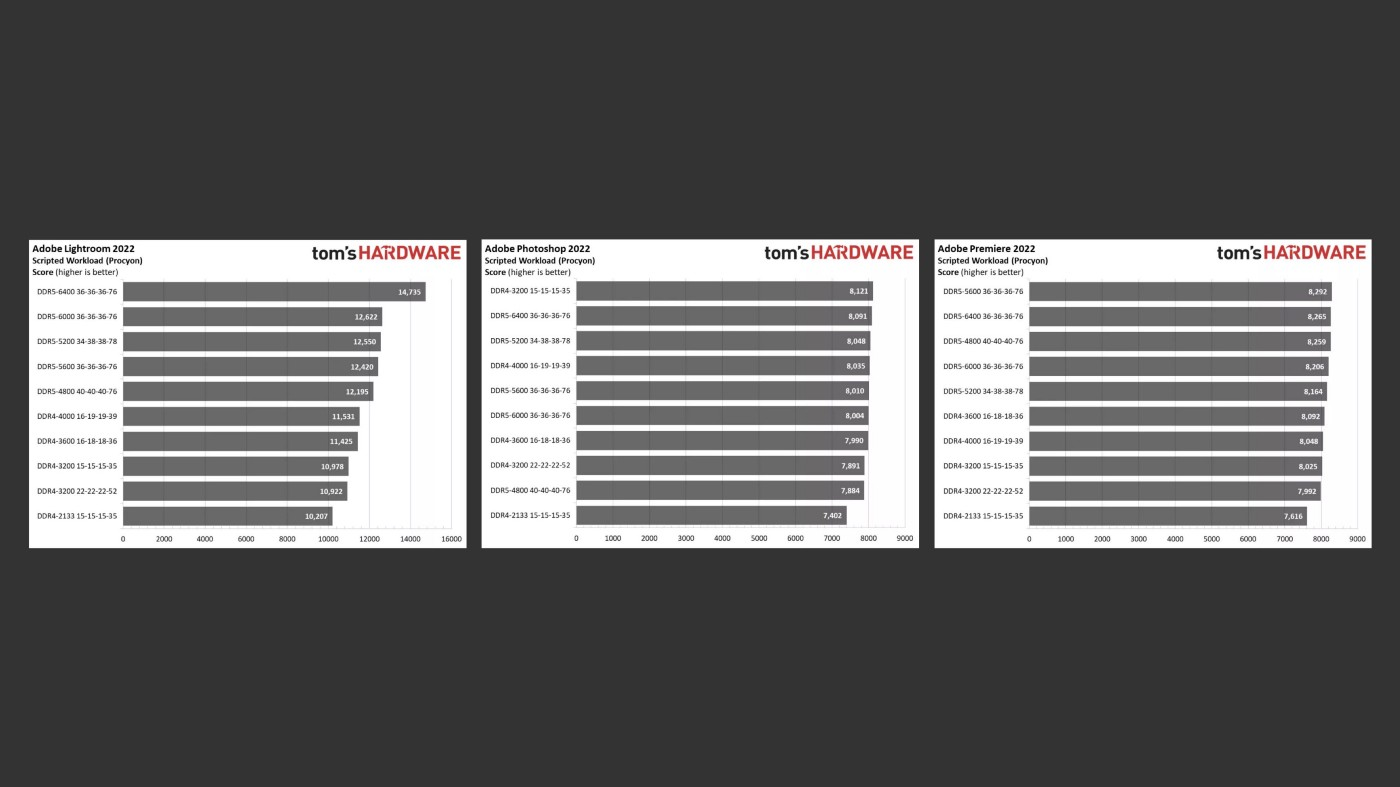 Adobe Lightroom 2022
Scripted Workload (Procyon)
Score (higher is better)
tom's HARDWARE
DDR5-6400 36-36-36-76 14,735
DDR5-6000 36-36-36-76 12,622
DDR5-5200 34-38-38-78 12,550
DDR5-5600 36-36-36-76 12,420
DDR5-4800 40-40-40-76 12,195
DDR4-4000 16-19-19-39 11,531
DDR4-3600 16-18-18-36 11,425
DDR4-3200 15-15-15-35 10,978
DDR4-3200 22-22-22-52 10,922
DDR4-2133 15-15-15-35 10,207
0 2000 4000 6000 8000 10000 12000 14000 16000
Adobe Photoshop 2022
Scripted Workload (Procyon)
Score (higher is better)
tom's HARDWARE
DDR4-3200 15-15-15-35 8,121
DDR5-6400 36-36-36-76 8,091
DDR5-5200 34-38-38-78 8,048
DDR4-4000 16-19-19-39 8,035
DDR5-5600 36-36-36-76 8,010
DDR5-6000 36-36-36-76 8,004
DDR4-3600 16-18-18-36 7,990
DDR4-3200 22-22-22-52 7,891
DDR5-4800 40-40-40-76 7,884
DDR4-2133 15-15-15-35 7,402
0 1000 2000 3000 4000 5000 6000 7000 8000 9000
Adobe Premiere 2022
Scripted Workload (Procyon)
Score (higher is better)
tom's HARDWARE
DDR5-5600 36-36-36-76 8,292
DDR5-6400 36-36-36-76 8,265
DDR5-4800 40-40-40-76 8,259
DDR5-6000 36-36-36-76 8,206
DDR5-5200 34-38-38-78 8,164
DDR4-3600 16-18-18-36 8,092
DDR4-4000 16-19-19-39 8,048
DDR4-3200 15-15-15-35 8,025
DDR4-3200 22-22-22-52 7,992
DDR4-2133 15-15-15-35 7,616
0 1000 2000 3000 4000 5000 6000 7000 8000 9000